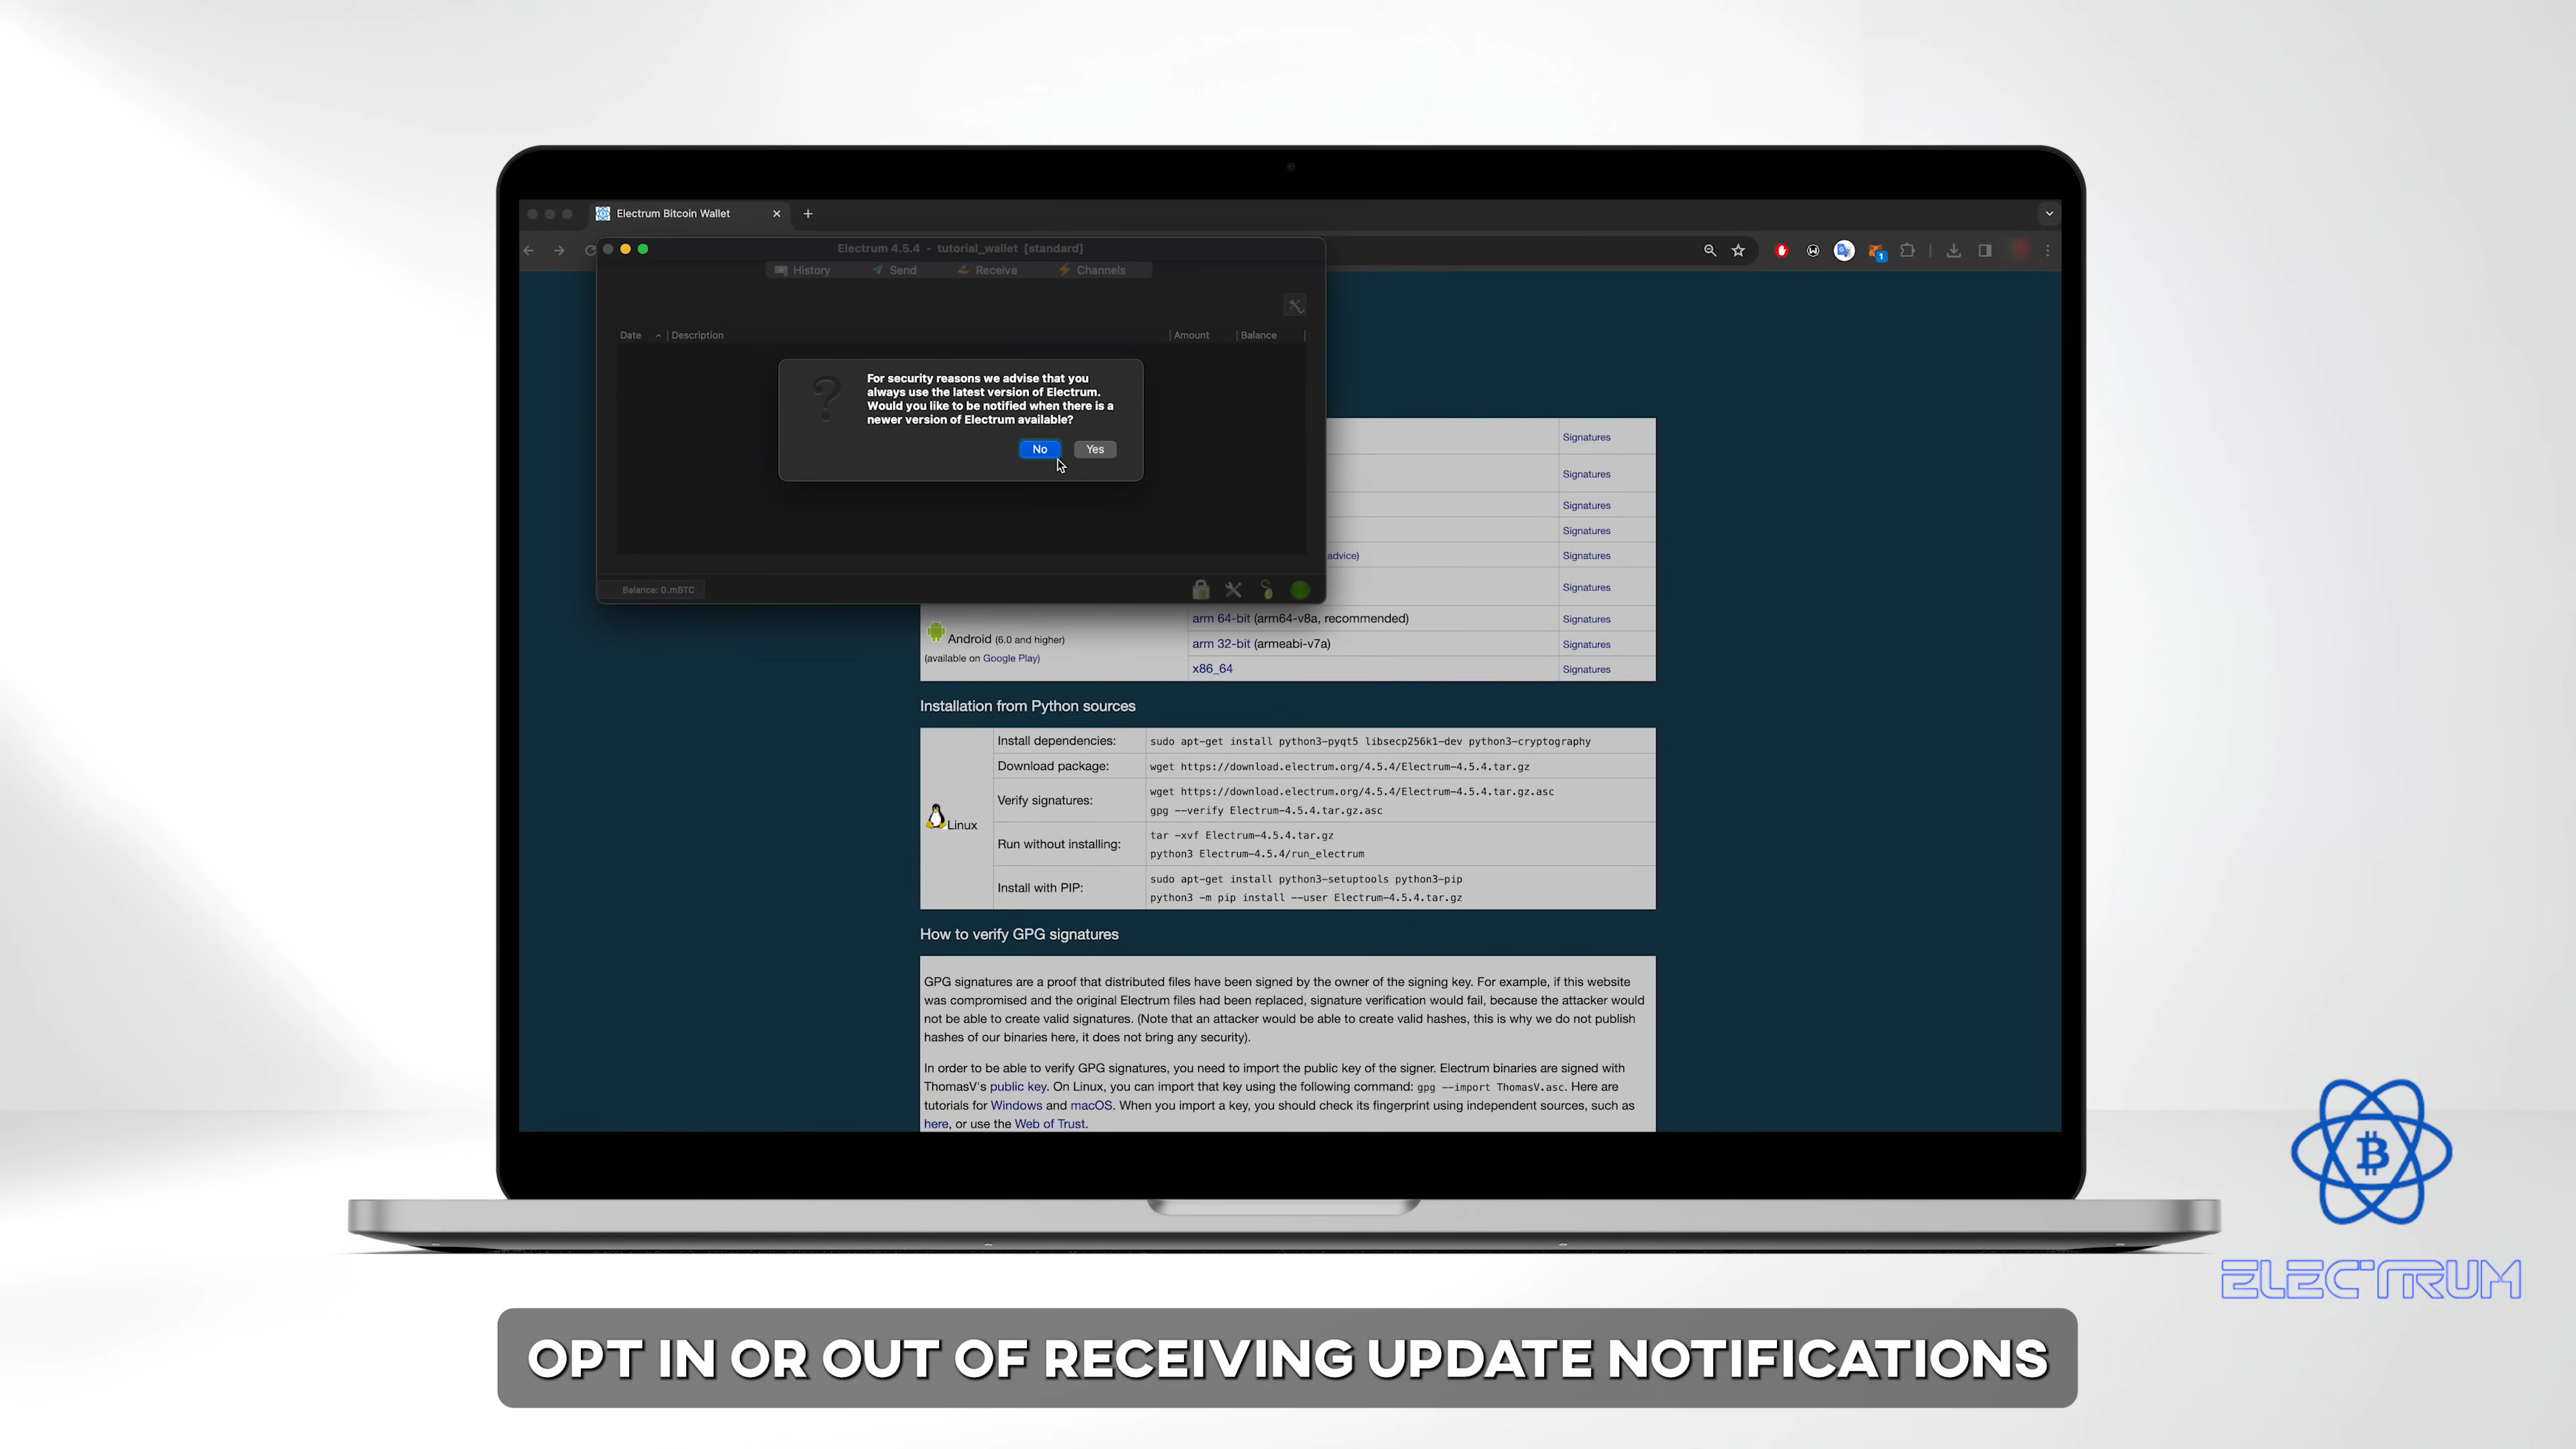 Electrum Bitcoin Wallet
Electrum 4.5.4 - tutorial_wallet [standard]
History Send Receive Channels
Date Description Amount Balance
For security reasons we advise that you
always use the latest version of Electrum.
Would you like to be notified when there is a
newer version of Electrum available?
No Yes
Balance: 0.mBTC
1
Signatures
Signatures
Signatures
Signatures
advice) Signatures
Signatures
arm 64-bit (arm64-v8a, recommended) Signatures
Android (6.0 and higher)
(available on Google Play)
arm 32-bit (armeabi-v7a) Signatures
x86_64 Signatures
Installation from Python sources
Linux
Install dependencies: sudo apt-get install python3-pyqt5 libsecp256k1-dev python3-cryptography
Download package: wget https://download.electrum.org/4.5.4/Electrum-4.5.4.tar.gz
Verify signatures: wget https://download.electrum.org/4.5.4/Electrum-4.5.4.tar.gz.asc
gpg --verify Electrum-4.5.4.tar.gz.asc
Run without installing: tar -xvf Electrum-4.5.4.tar.gz
python3 Electrum-4.5.4/run_electrum
Install with PIP: sudo apt-get install python3-setuptools python3-pip
python3 -m pip install --user Electrum-4.5.4.tar.gz
How to verify GPG signatures
GPG signatures are a proof that distributed files have been signed by the owner of the signing key. For example, if this website
was compromised and the original Electrum files had been replaced, signature verification would fail, because the attacker would
not be able to create valid signatures. (Note that an attacker would be able to create valid hashes, this is why we do not publish
hashes of our binaries here, it does not bring any security).
In order to be able to verify GPG signatures, you need to import the public key of the signer. Electrum binaries are signed with
ThomasV's public key. On Linux, you can import that key using the following command: gpg --import ThomasV.asc. Here are
tutorials for Windows and macOS. When you import a key, you should check its fingerprint using independent sources, such as
here, or use the Web of Trust.
ELECTRUM
OPT IN OR OUT OF RECEIVING UPDATE NOTIFICATIONS